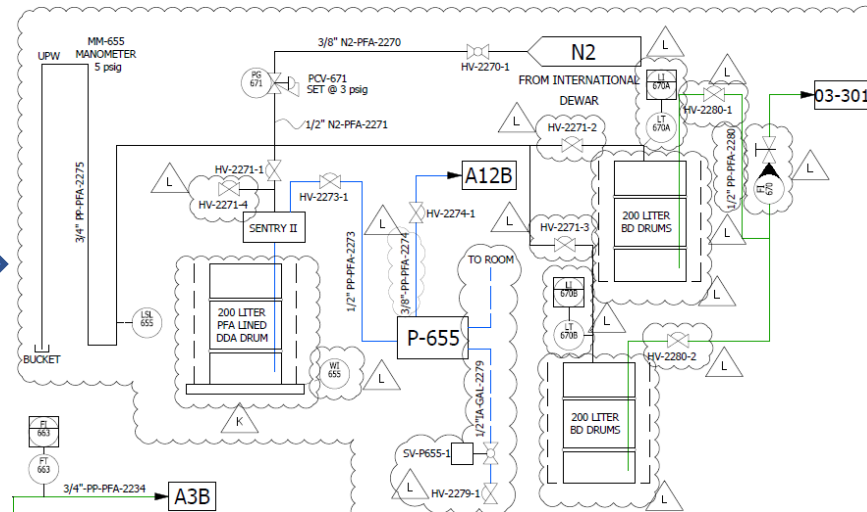 UPW
MM-655
MANOMETER
5 psig
3/8" N2-PFA-2270
HV-2270-1
N2
FROM INTERNATIONAL
DEWAR
L
LI
670A
LT
670A
L
HV-2280-1
03-301
PG
671
PCV-671
SET @ 3 psig
1/2" N2-PFA-2271
L
HV-2271-2
1/2" PP-PFA-2280
FI
670
L
3/4" PP-PFA-2275
L
HV-2271-1
HV-2271-4
HV-2273-1
A12B
HV-2274-1
SENTRY II
L
L
HV-2271-3
200 LITER
BD DRUMS
L
1/2" PP-PFA-2273
3/8"-PP-PFA-2274
TO ROOM
LI
670B
LT
670B
L
L
LSL
655
200 LITER
PFA LINED
DDA DRUM
P-655
HV-2280-2
L
BUCKET
WI
655
L
K
1/2"IA-GAL-2279
200 LITER
BD DRUMS
FI
663
FT
663
SV-P655-1
L
HV-2279-1
L
3/4"-PP-PFA-2234
A3B